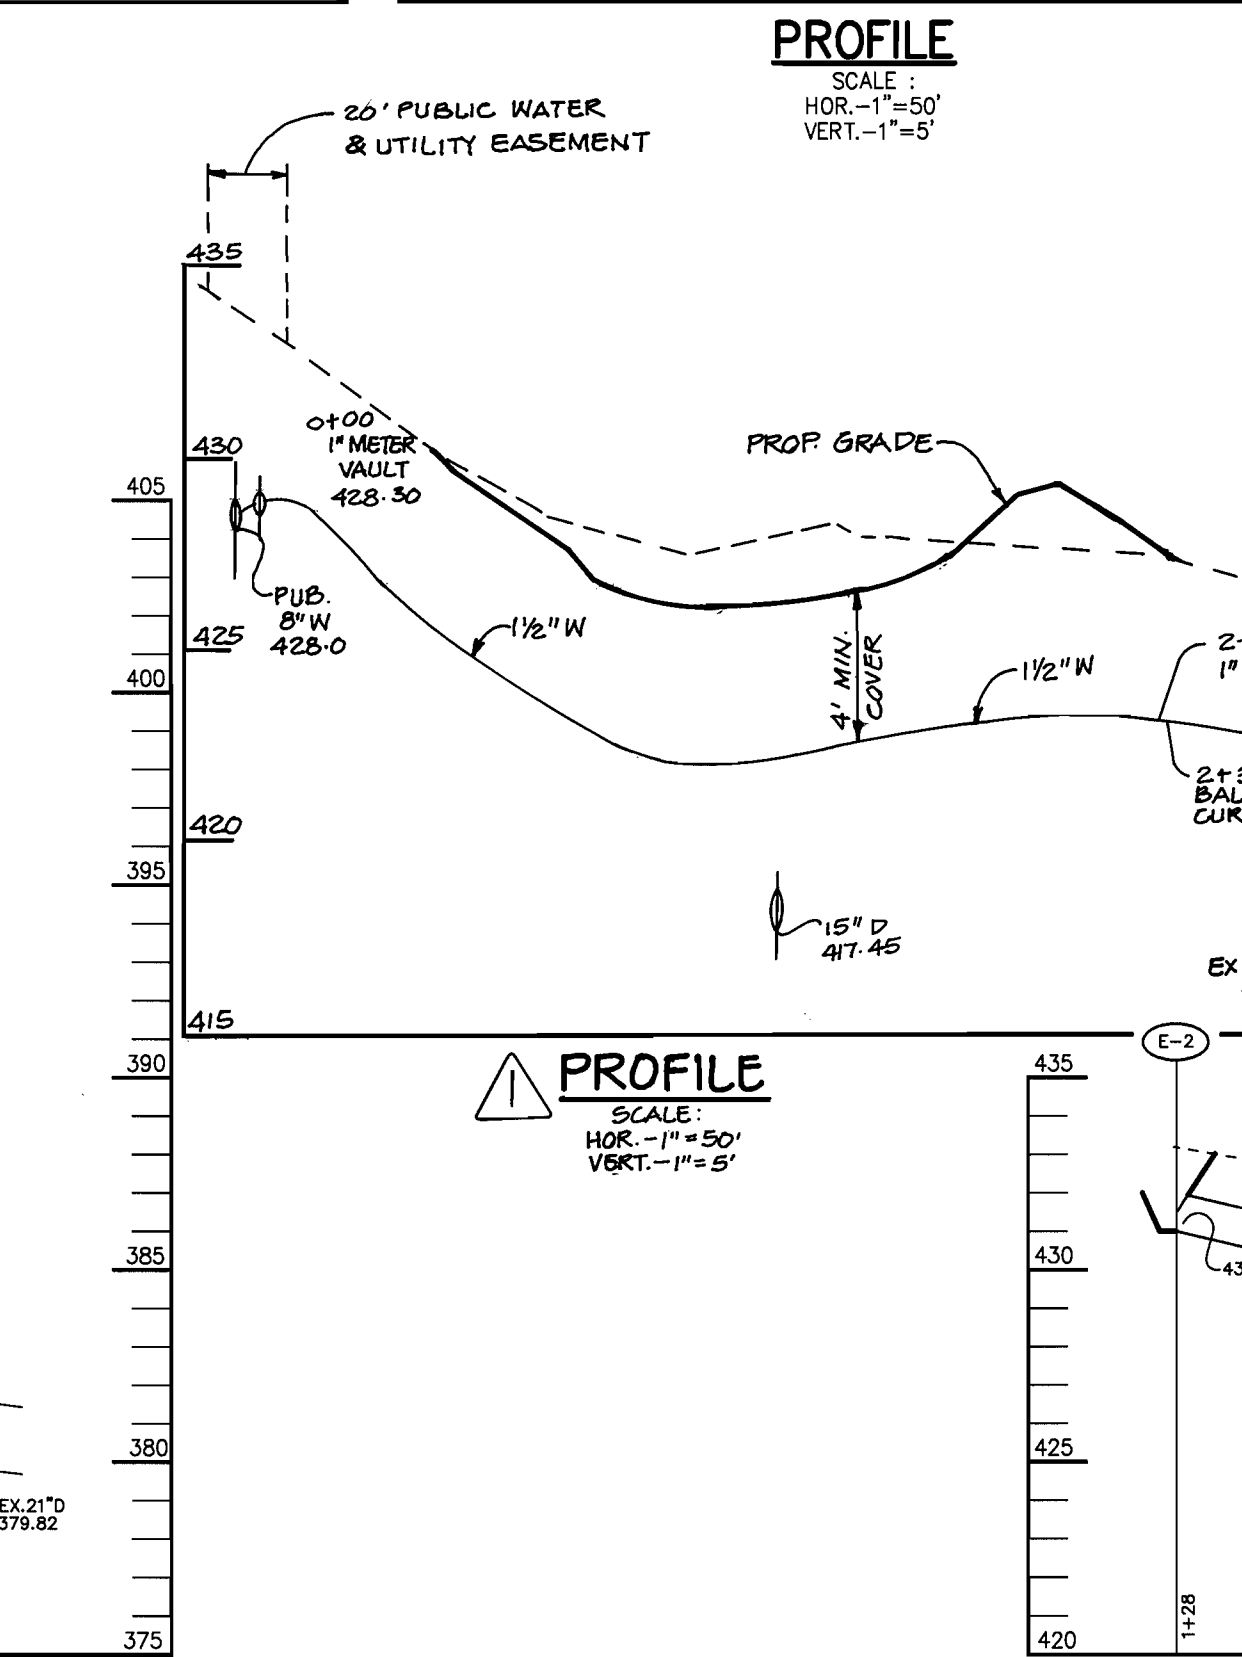 PROFILE
SCALE :
HOR.-1"=50'
VERT.-1"=5'
20' PUBLIC WATER
& UTILITY EASEMENT
435
430
425
420
415
0+00
1" METER
VAULT
428.30
PROP. GRADE
PUB.
8" W
428.0
1½" W
4' MIN.
COVER
1½" W
1"
15" D
417.45
EX
405
400
395
390
385
380
375
PROFILE
SCALE:
HOR.-1"=50'
VERT.-1"=5'
1
E-2
435
430
425
420
1+28
EX.21"D
379.82